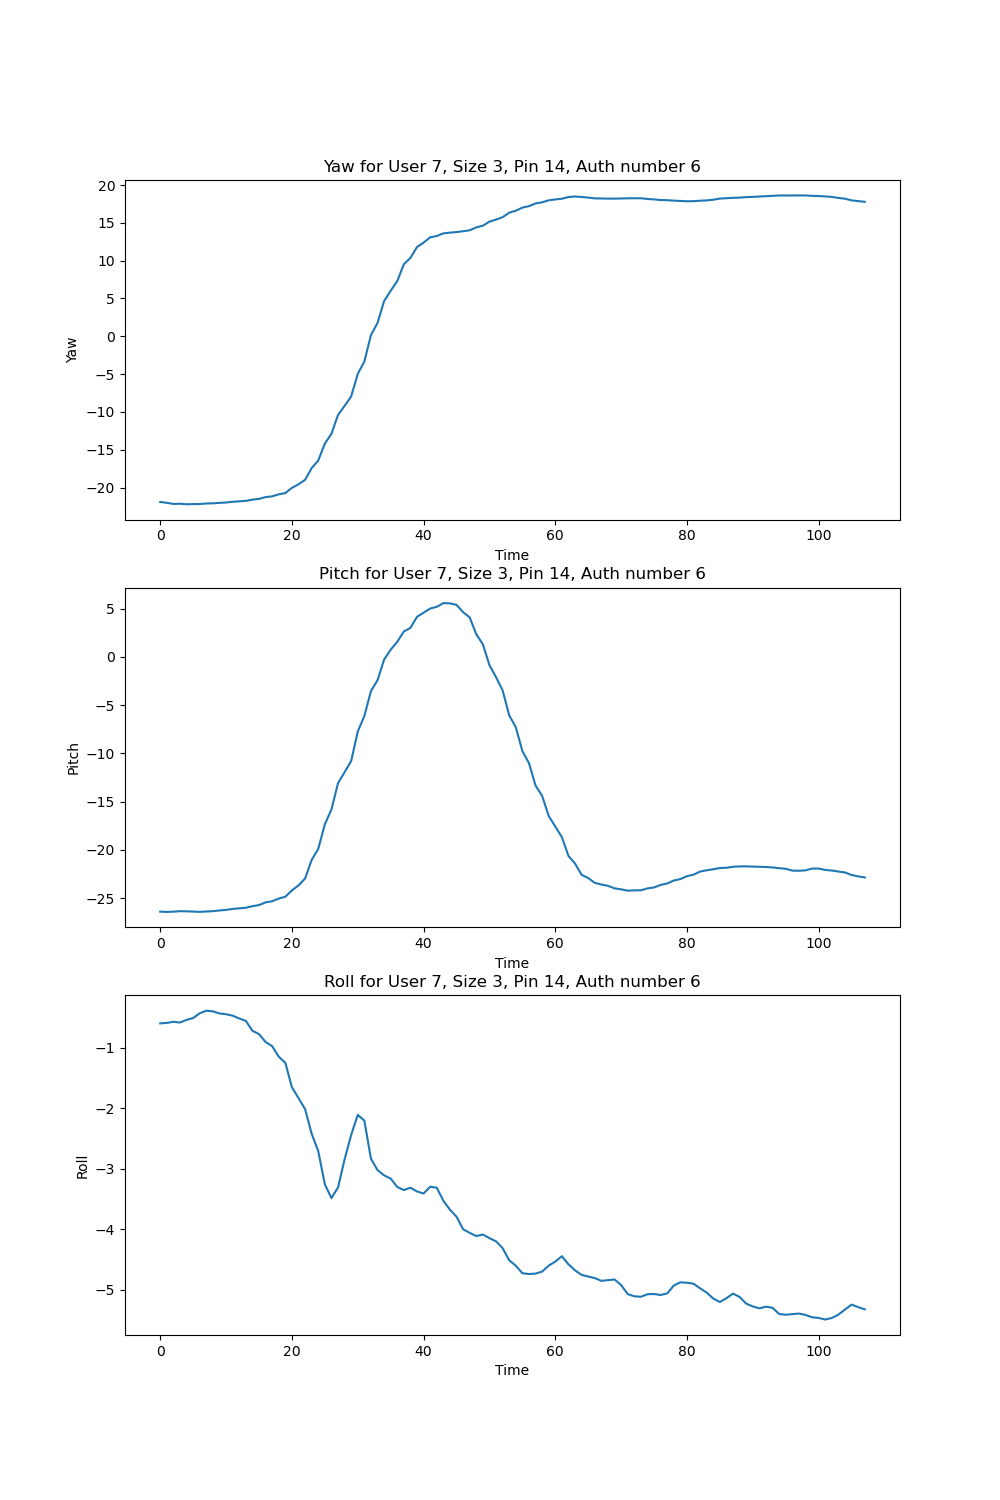 Yaw for User 7, Size 3, Pin 14, Auth number 6
20
15
10
5
0
−5
−10
−15
−20
Yaw
0 20 40 60 80 100
Time
Pitch for User 7, Size 3, Pin 14, Auth number 6
5
0
−5
−10
−15
−20
−25
Pitch
0 20 40 60 80 100
Time
Roll for User 7, Size 3, Pin 14, Auth number 6
−1
−2
−3
−4
−5
Roll
0 20 40 60 80 100
Time